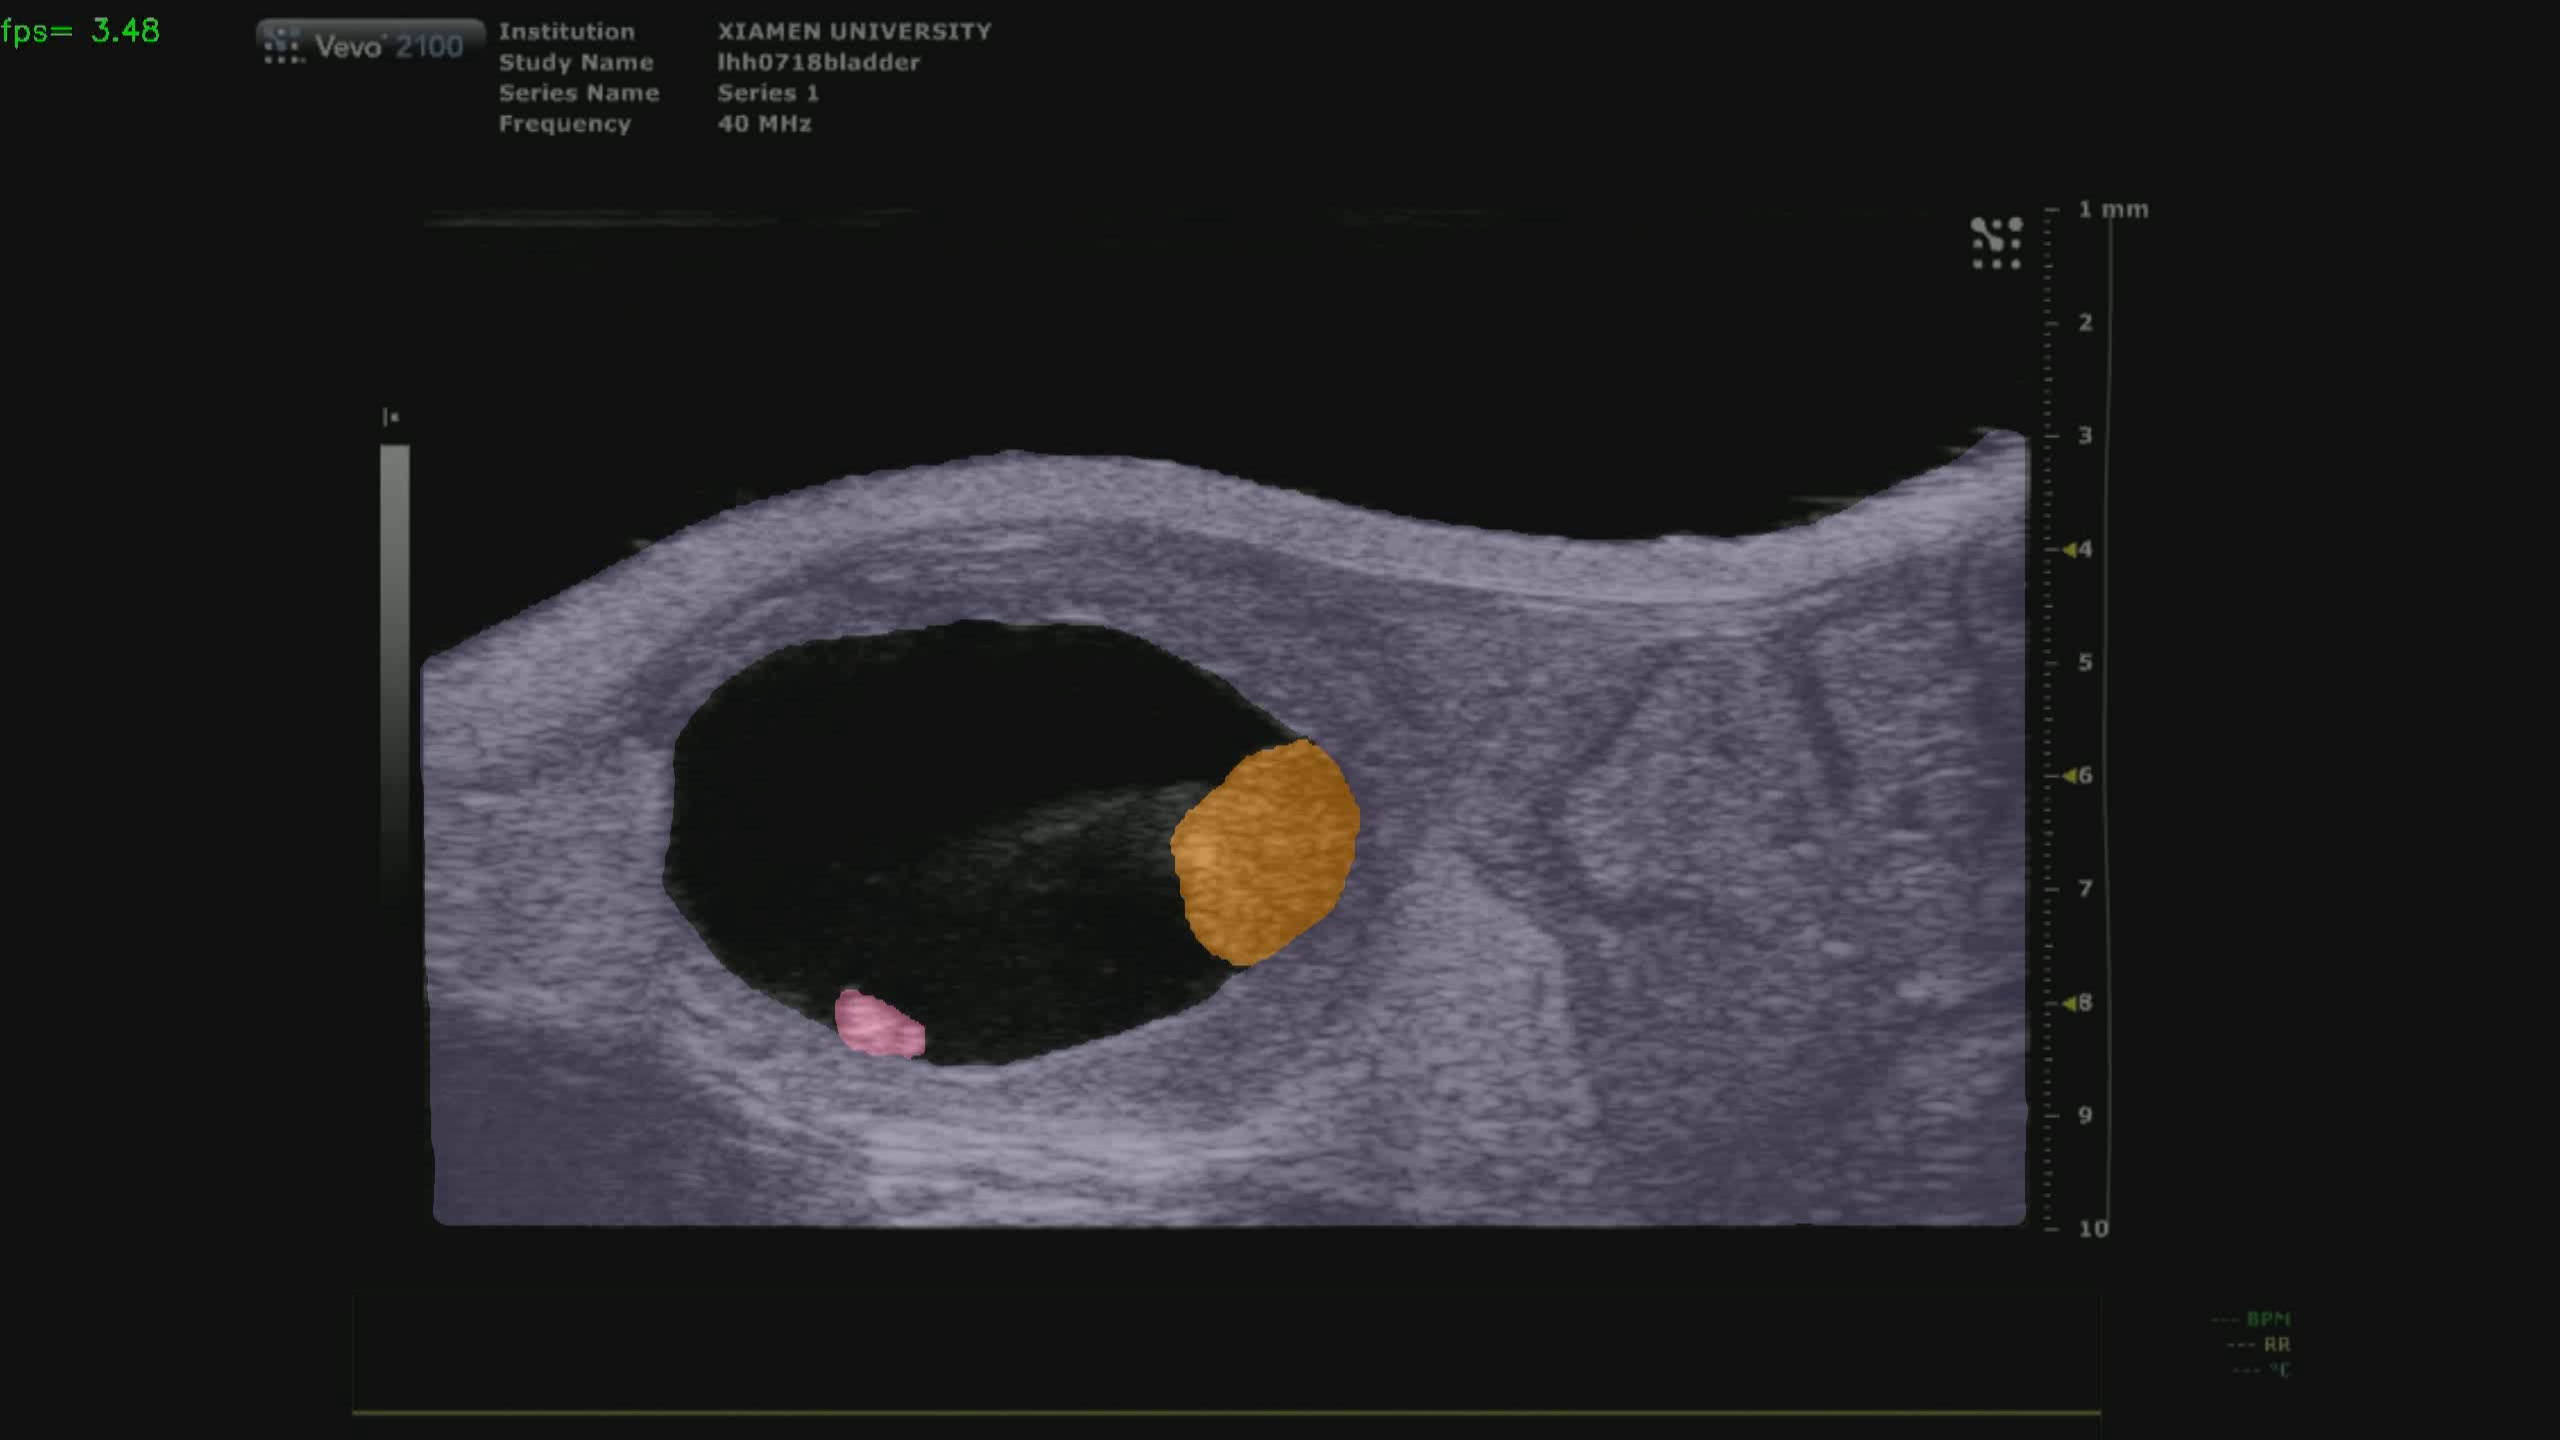 fps= 3.48
Vevo 2100
Institution XIAMEN UNIVERSITY
Study Name lhh0718bladder
Series Name Series 1
Frequency 40 MHz
1 mm
2
3
4
5
6
7
8
9
10
--- BPM
--- RR
--- °C